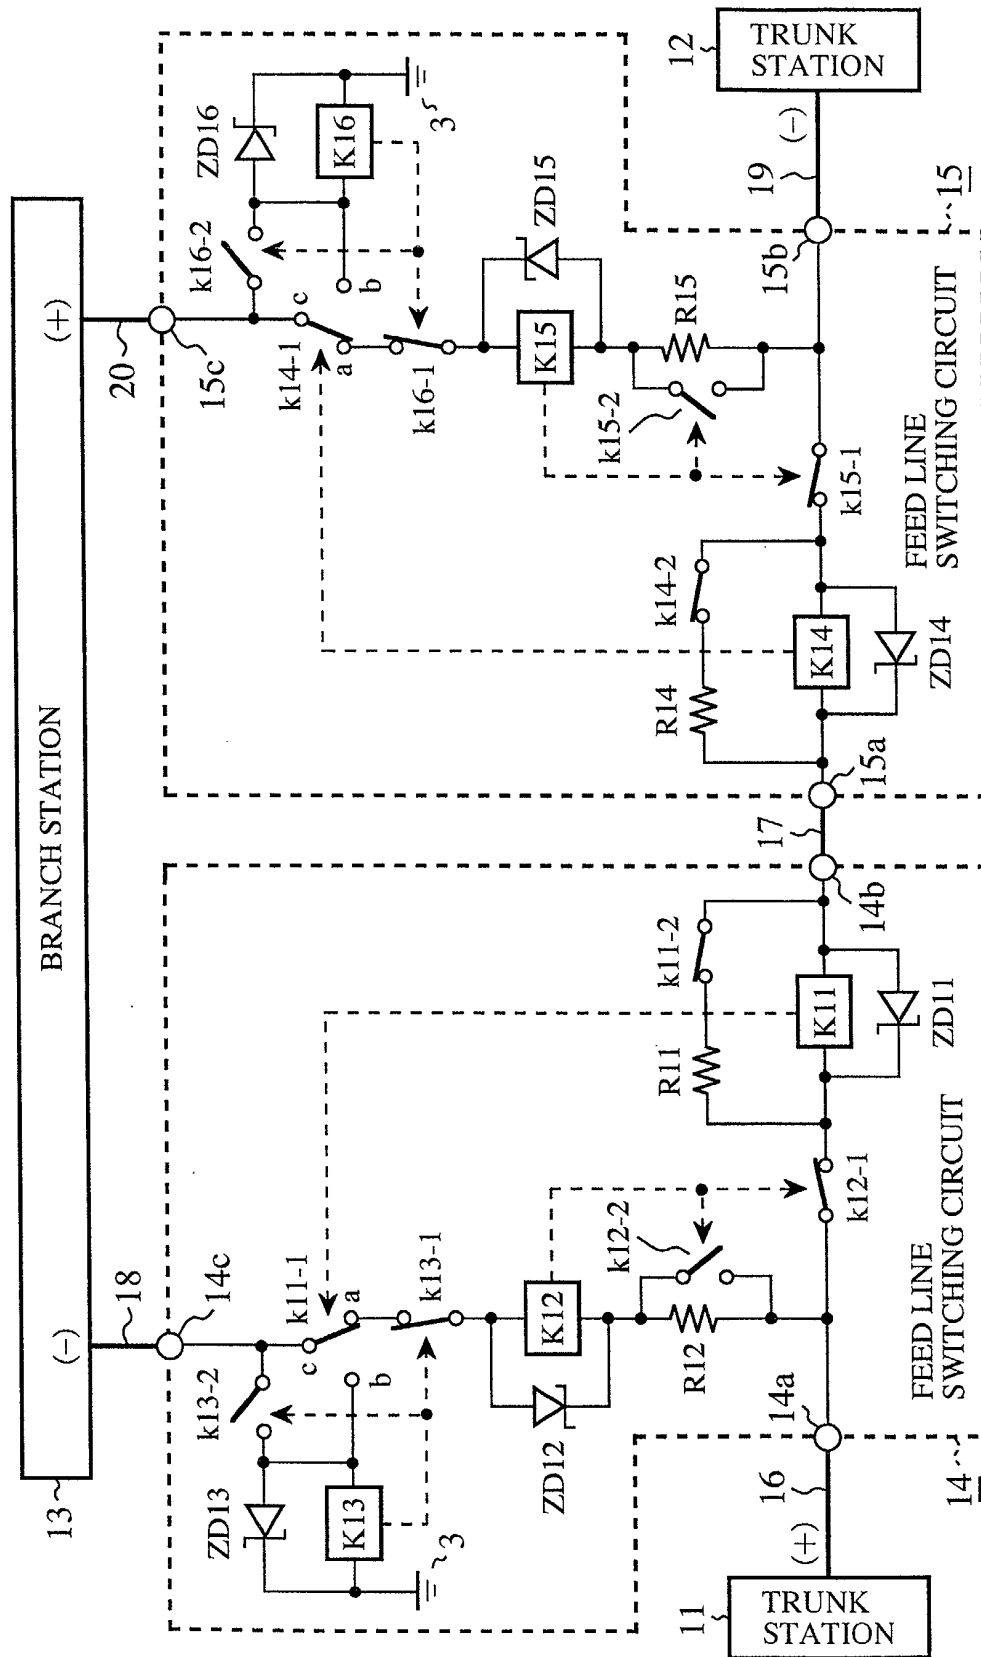 BRANCH STATION
13
(-)
(+)
18
20
14c
15c
k13-2
k11-1
c
a
b
k13-1
ZD13
K13
3
K12
ZD12
k12-2
R12
k12-1
14a
16
(+)
11
TRUNK
STATION
14
FEED LINE
SWITCHING CIRCUIT
R11
k11-2
K11
ZD11
14b
17
15a
R14
k14-2
K14
ZD14
k15-1
FEED LINE
SWITCHING CIRCUIT
15
k14-1
c
a
b
k16-1
k16-2
ZD16
K16
3
K15
ZD15
k15-2
R15
15b
19
(-)
12
TRUNK
STATION